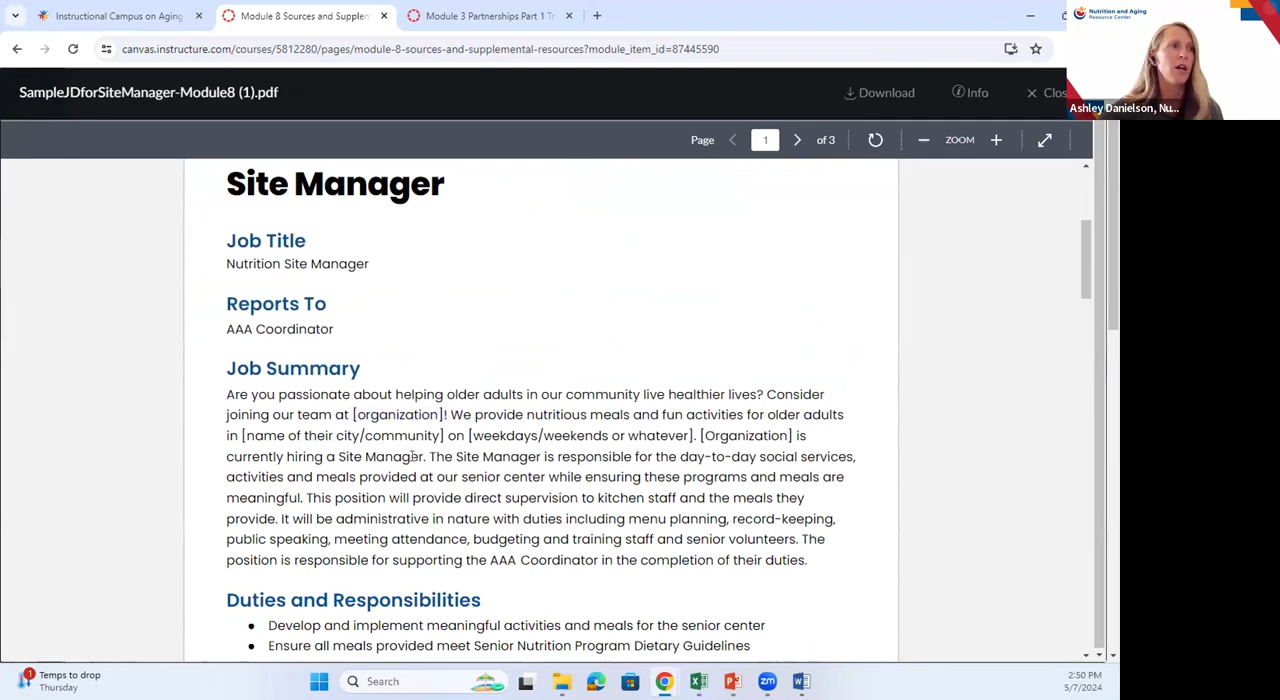 Instructional Campus on Aging
Module 8 Sources and Supplem
Module 3 Partnerships Part 1 Tr
canvas.instructure.com/courses/5812280/pages/module-8-sources-and-supplemental-resources?module_item_id=87445590
Nutrition and Aging
Resource Center
Ashley Danielson, Nu...
SampleJDforSiteManager-Module8 (1).pdf
Download
Info
Clos
Page
1
of 3
ZOOM
Site Manager
Job Title
Nutrition Site Manager
Reports To
AAA Coordinator
Job Summary
Are you passionate about helping older adults in our community live healthier lives? Consider
joining our team at [organization]! We provide nutritious meals and fun activities for older adults
in [name of their city/community] on [weekdays/weekends or whatever]. [Organization] is
currently hiring a Site Manager. The Site Manager is responsible for the day-to-day social services,
activities and meals provided at our senior center while ensuring these programs and meals are
meaningful. This position will provide direct supervision to kitchen staff and the meals they
provide. It will be administrative in nature with duties including menu planning, record-keeping,
public speaking, meeting attendance, budgeting and training staff and senior volunteers. The
position is responsible for supporting the AAA Coordinator in the completion of their duties.
Duties and Responsibilities
● Develop and implement meaningful activities and meals for the senior center
● Ensure all meals provided meet Senior Nutrition Program Dietary Guidelines
1
Temps to drop
Thursday
Search
zm
2:50 PM
5/7/2024